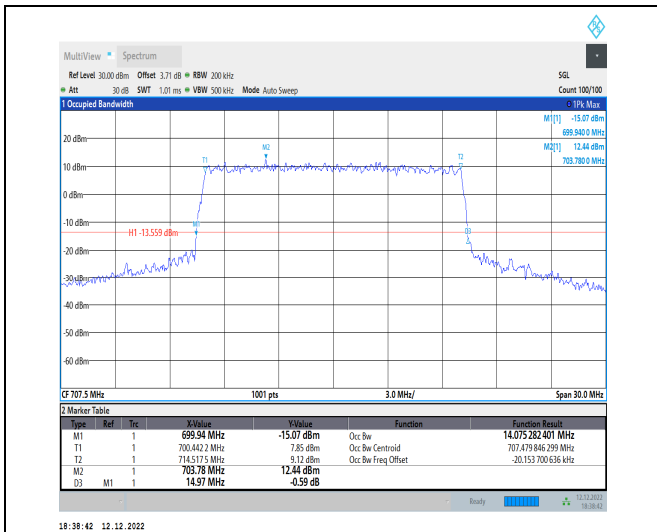 MultiView Spectrum
Ref Level 30.00 dBm Offset 3.71 dB RBW 200 kHz SGL
Att 30 dB SWT 1.01 ms VBW 500 kHz Mode Auto Sweep Count 100/100
1 Occupied Bandwidth 1Pk Max
M1[1] -15.07 dBm
699.9400 MHz
M2[1] 12.44 dBm
703.7800 MHz
20 dBm
M2
T1
T2
10 dBm
0 dBm
-10 dBm
M1
D3
H1 -13.559 dBm
-20 dBm
-30 dBm
-40 dBm
-50 dBm
-60 dBm
CF 707.5 MHz 1001 pts 3.0 MHz/ Span 30.0 MHz
2 Marker Table
Type Ref Trc X-Value Y-Value Function Function Result
M1 1 699.94 MHz -15.07 dBm Occ Bw 14.075 282 401 MHz
T1 1 700.442 2 MHz 7.85 dBm Occ Bw Centroid 707.479 846 299 MHz
T2 1 714.517 5 MHz 9.12 dBm Occ Bw Freq Offset -20.153 700 636 kHz
M2 1 703.78 MHz 12.44 dBm
D3 M1 1 14.97 MHz -0.59 dB
Ready 12.12.2022
18:38:42
18:38:42 12.12.2022